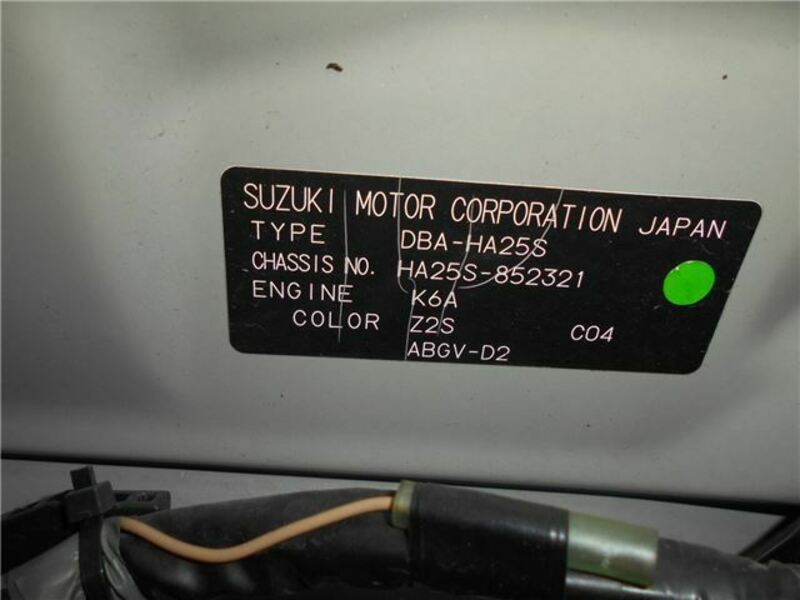 SUZUKI MOTOR CORPORATION JAPAN
TYPE DBA-HA25S
CHASSIS NO. HA25S-852321
ENGINE K6A
COLOR Z2S C04
ABGV-D2